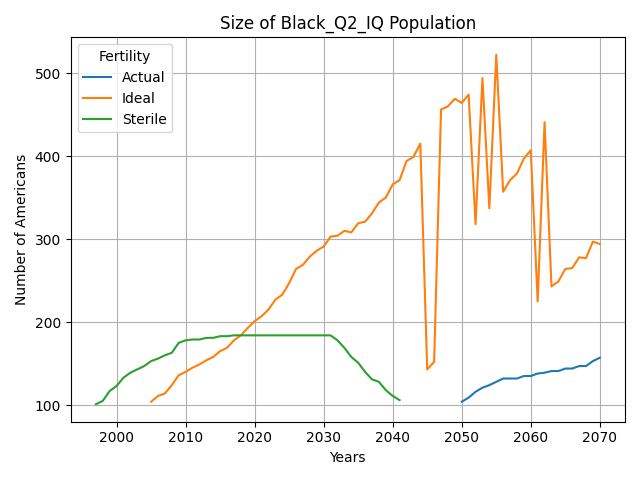 Size of Black_Q2_IQ Population
Fertility
Actual
Ideal
Sterile
Number of Americans
500
400
300
200
100
2000
2010
2020
2030
2040
2050
2060
2070
Years